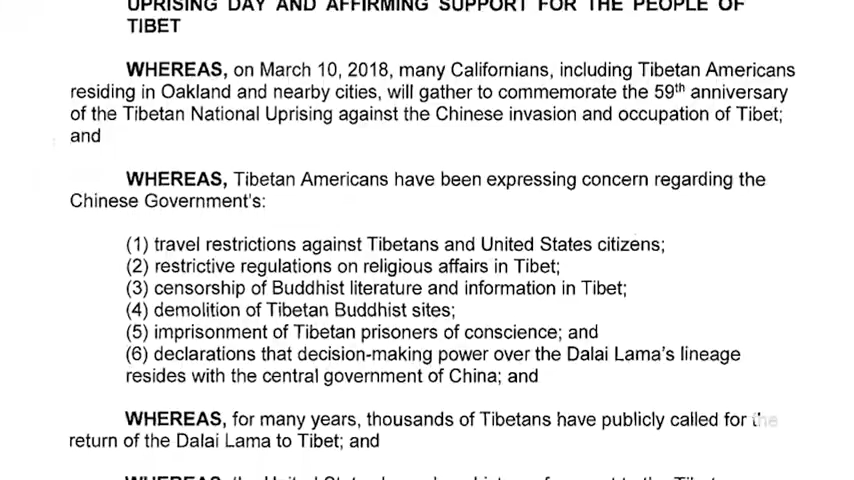 UPRISING DAY AND AFFIRMING SUPPORT FOR THE PEOPLE OF
TIBET
WHEREAS, on March 10, 2018, many Californians, including Tibetan Americans
residing in Oakland and nearby cities, will gather to commemorate the 59th anniversary
of the Tibetan National Uprising against the Chinese invasion and occupation of Tibet;
and
WHEREAS, Tibetan Americans have been expressing concern regarding the
Chinese Government's:
(1) travel restrictions against Tibetans and United States citizens;
(2) restrictive regulations on religious affairs in Tibet;
(3) censorship of Buddhist literature and information in Tibet;
(4) demolition of Tibetan Buddhist sites;
(5) imprisonment of Tibetan prisoners of conscience; and
(6) declarations that decision-making power over the Dalai Lama's lineage
resides with the central government of China; and
WHEREAS, for many years, thousands of Tibetans have publicly called for the
return of the Dalai Lama to Tibet; and
WHEREAS, the United States